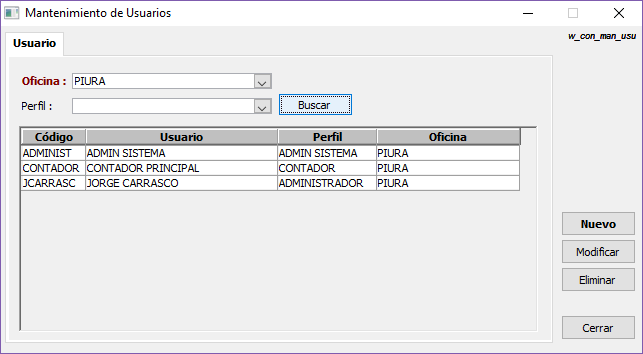 Mantenimiento de Usuarios
w_con_man_usu
Usuario
Oficina : PIURA
Perfil : Buscar
Código Usuario Perfil Oficina
ADMINIST ADMIN SISTEMA ADMIN SISTEMA PIURA
CONTADOR CONTADOR PRINCIPAL CONTADOR PIURA
JCARRASC JORGE CARRASCO ADMINISTRADOR PIURA
Nuevo
Modificar
Eliminar
Cerrar